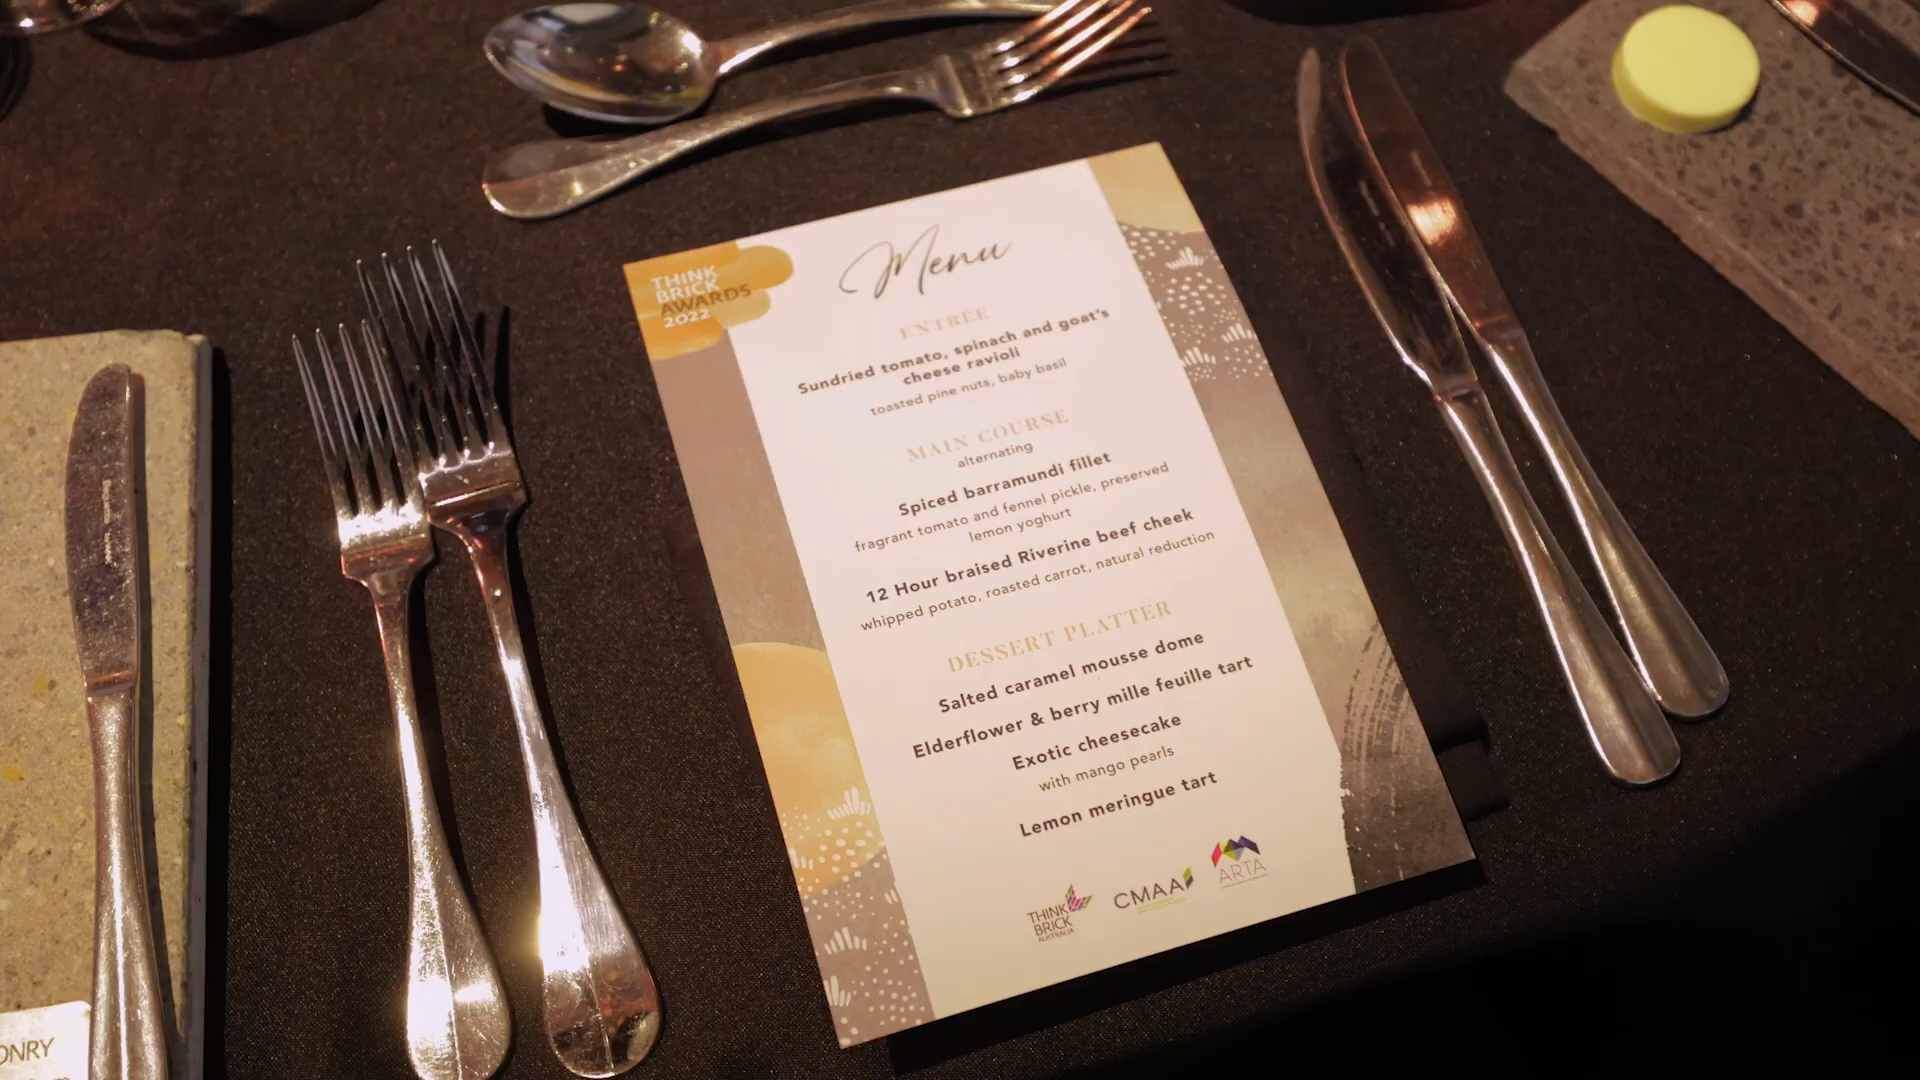 THINK
BRICK
AWARDS
2022
Menu
ENTRÉE
Sundried tomato, spinach and goat's
cheese ravioli
toasted pine nuts, baby basil
MAIN COURSE
alternating
Spiced barramundi fillet
fragrant tomato and fennel pickle, preserved
lemon yoghurt
12 Hour braised Riverine beef cheek
whipped potato, roasted carrot, natural reduction
DESSERT PLATTER
Salted caramel mousse dome
Elderflower & berry mille feuille tart
Exotic cheesecake
with mango pearls
Lemon meringue tart
THINK
BRICK
AUSTRALIA
CMAA
ARTA
ONRY